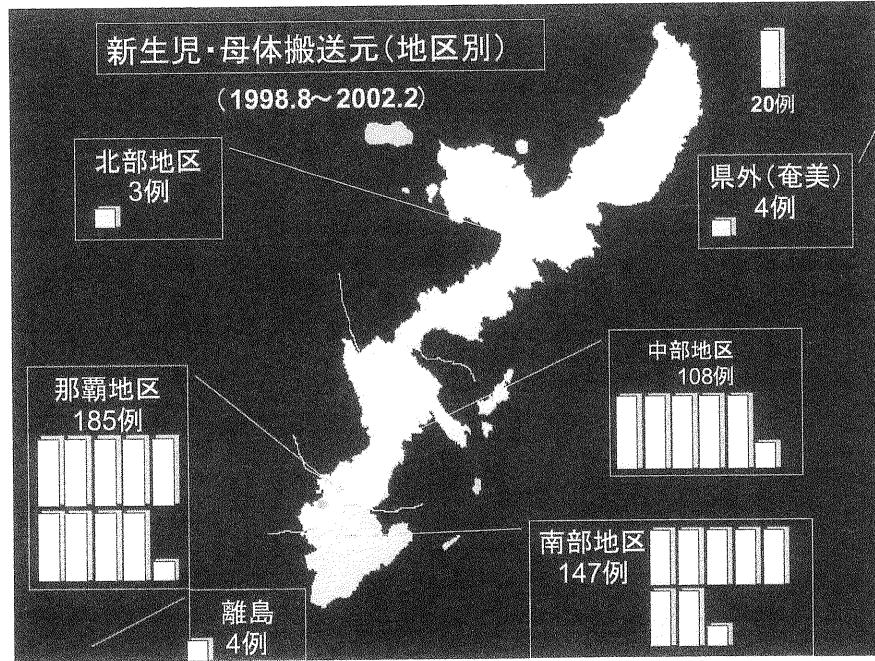 新生児・母体搬送元(地区別)
(1998.8～2002.2)
20例
北部地区
3例
県外(奄美)
4例
中部地区
108例
那覇地区
185例
南部地区
147例
離島
4例